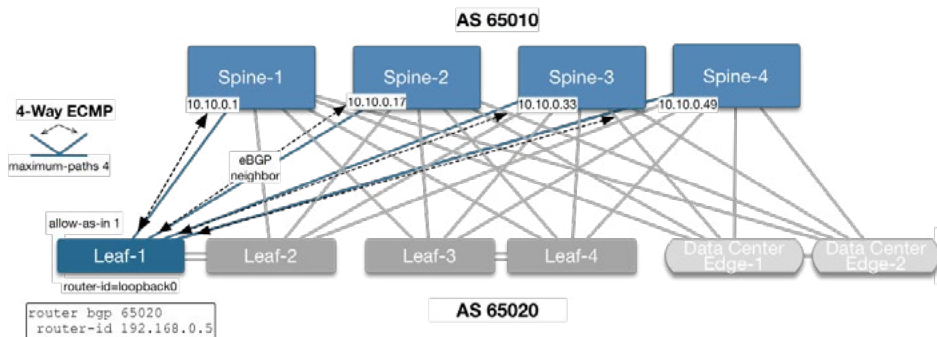 AS 65010
Spine-1
Spine-2
Spine-3
Spine-4
10.10.0.1
10.10.0.17
10.10.0.33
10.10.0.49
4-Way ECMP
maximum-paths 4
eBGP
neighbor
allow-as-in 1
Leaf-1
Leaf-2
Leaf-3
Leaf-4
Data Center
Edge-1
Data Center
Edge-2
router-id=loopback0
AS 65020
router bgp 65020
router-id 192.168.0.5